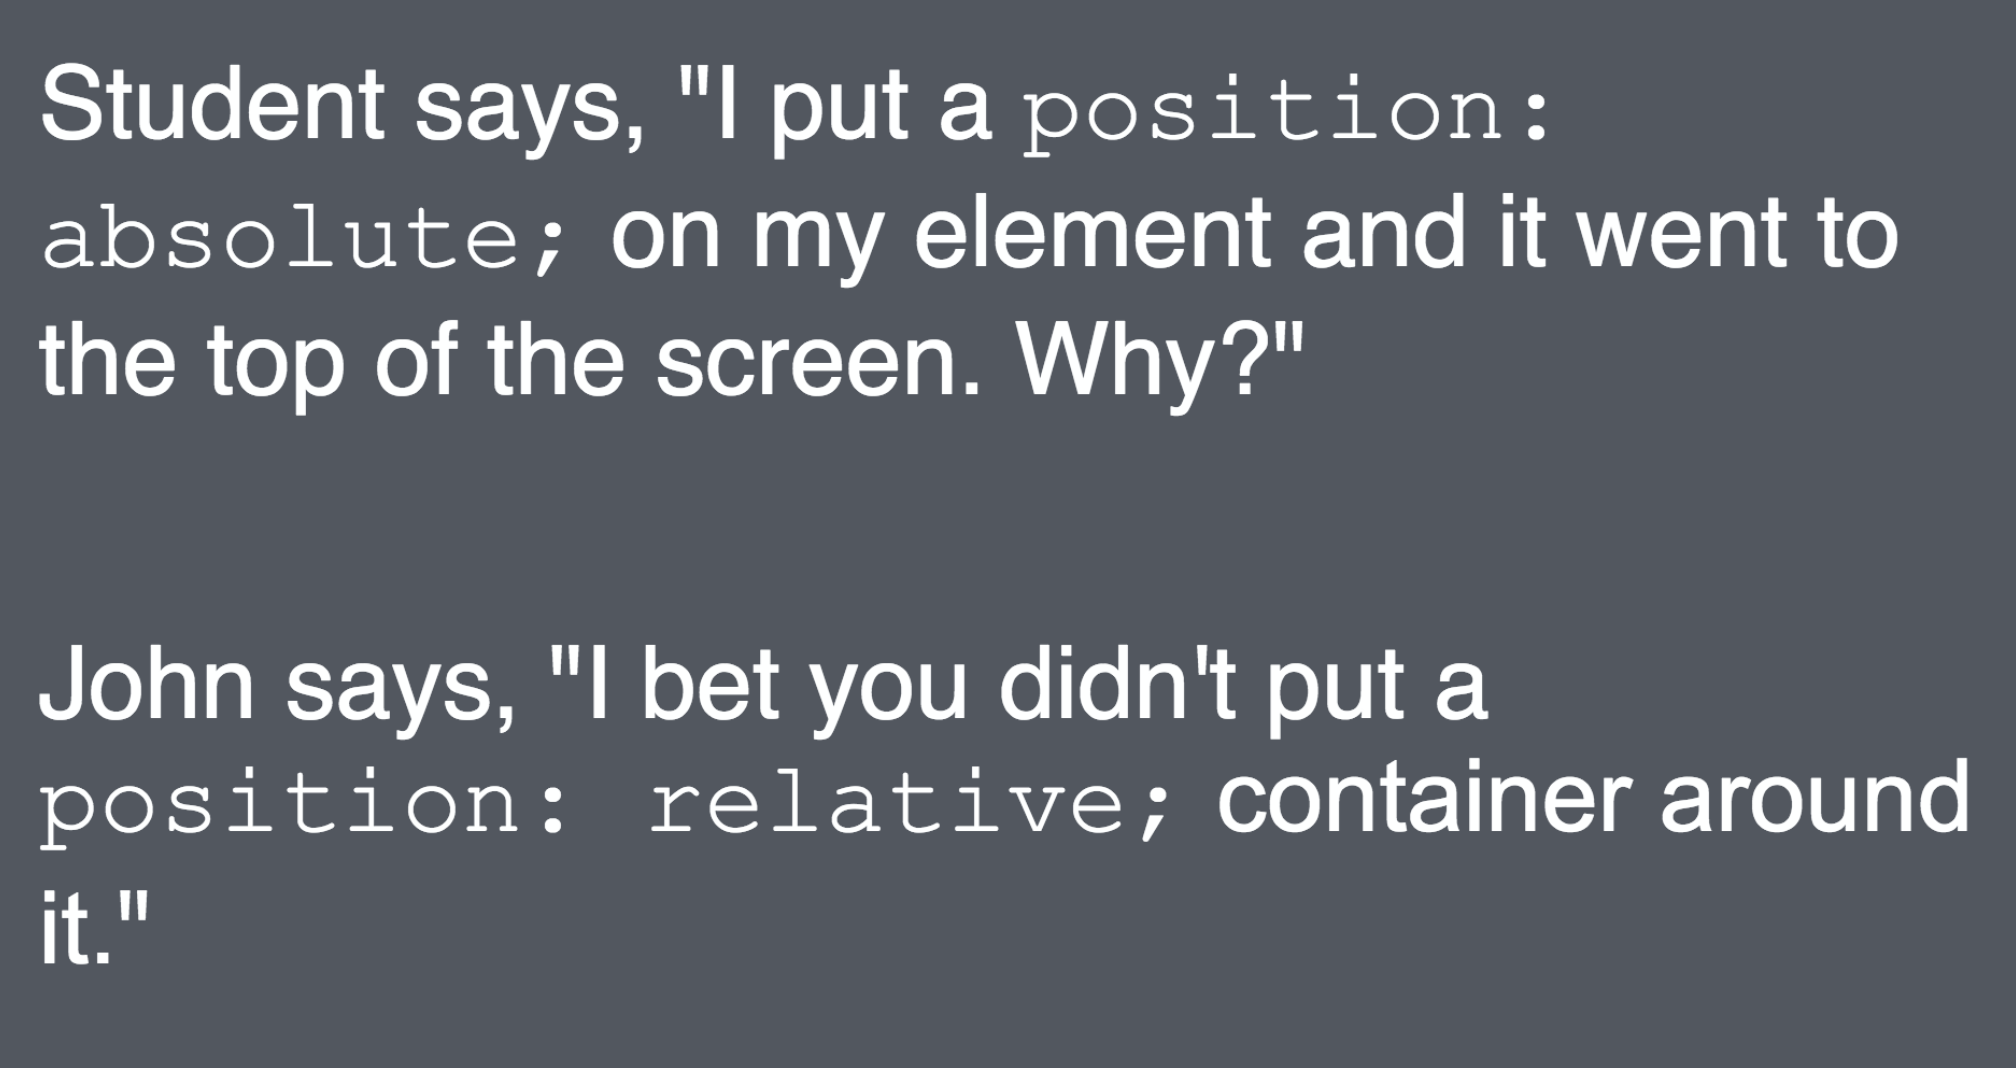 Student says, "I put a position:
absolute; on my element and it went to
the top of the screen. Why?"
John says, "I bet you didn't put a
position: relative; container around
it."